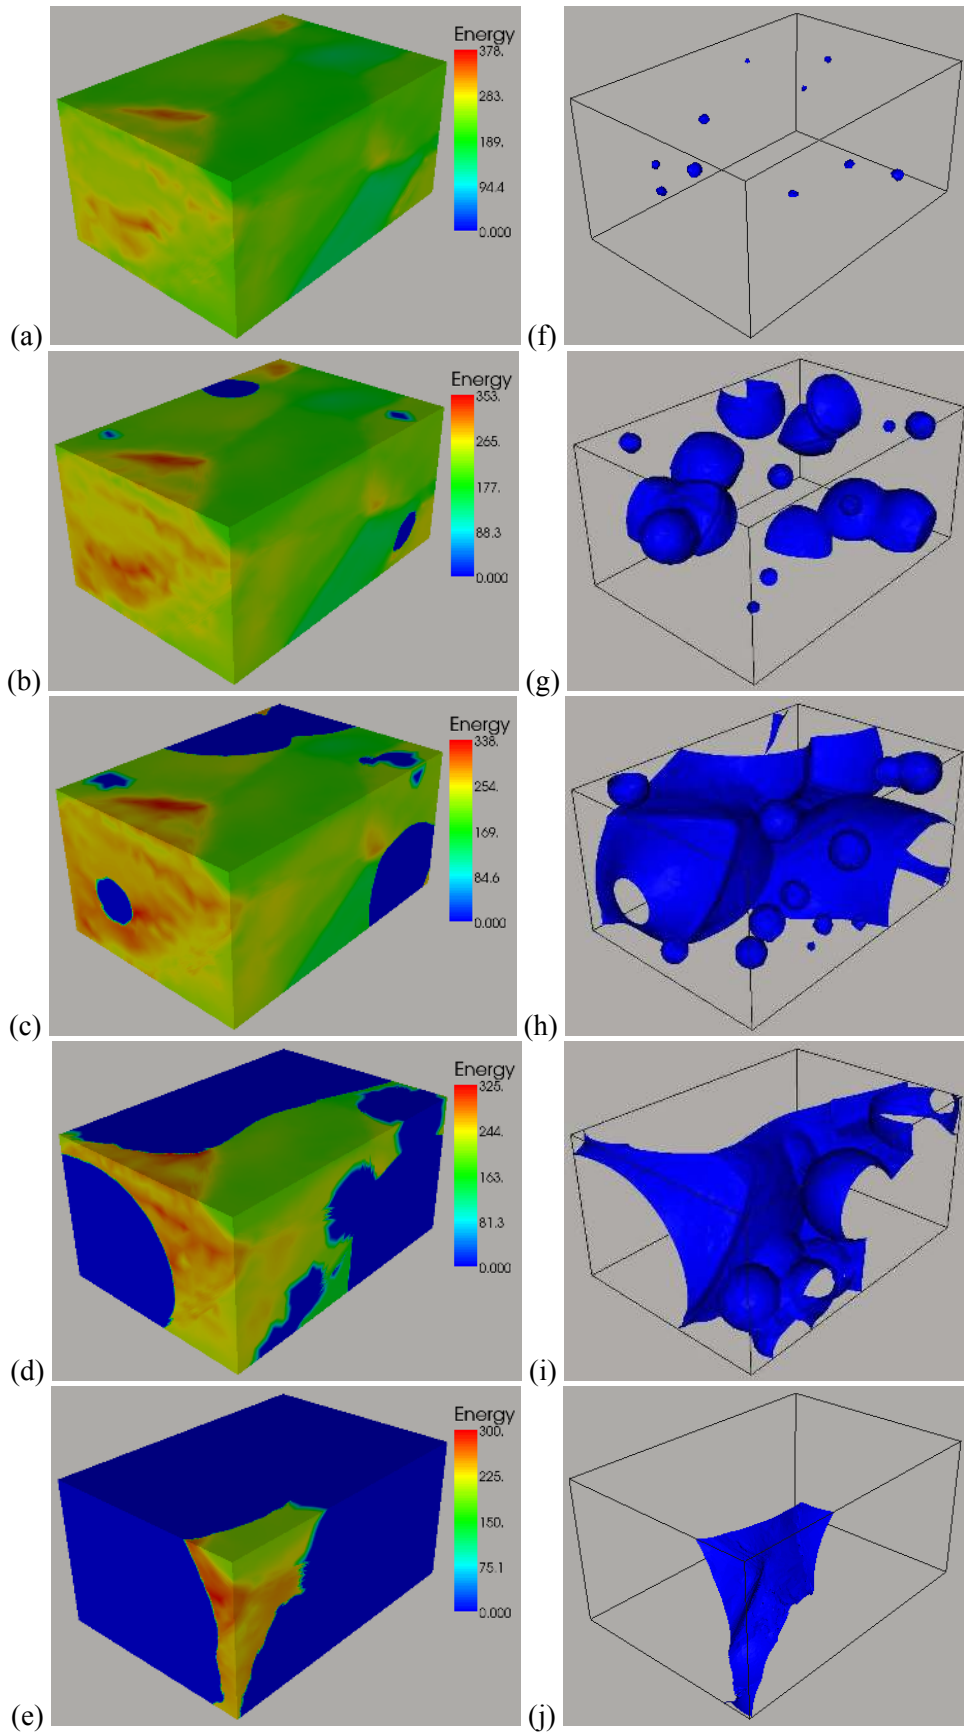 Energy
378.
283.
189.
94.4
0.000
(a)
(f)
Energy
353.
265.
177.
88.3
0.000
(b)
(g)
Energy
338.
254.
169.
84.6
0.000
(c)
(h)
Energy
325.
244.
163.
81.3
0.000
(d)
(i)
Energy
300.
225.
150.
75.1
0.000
(e)
(j)